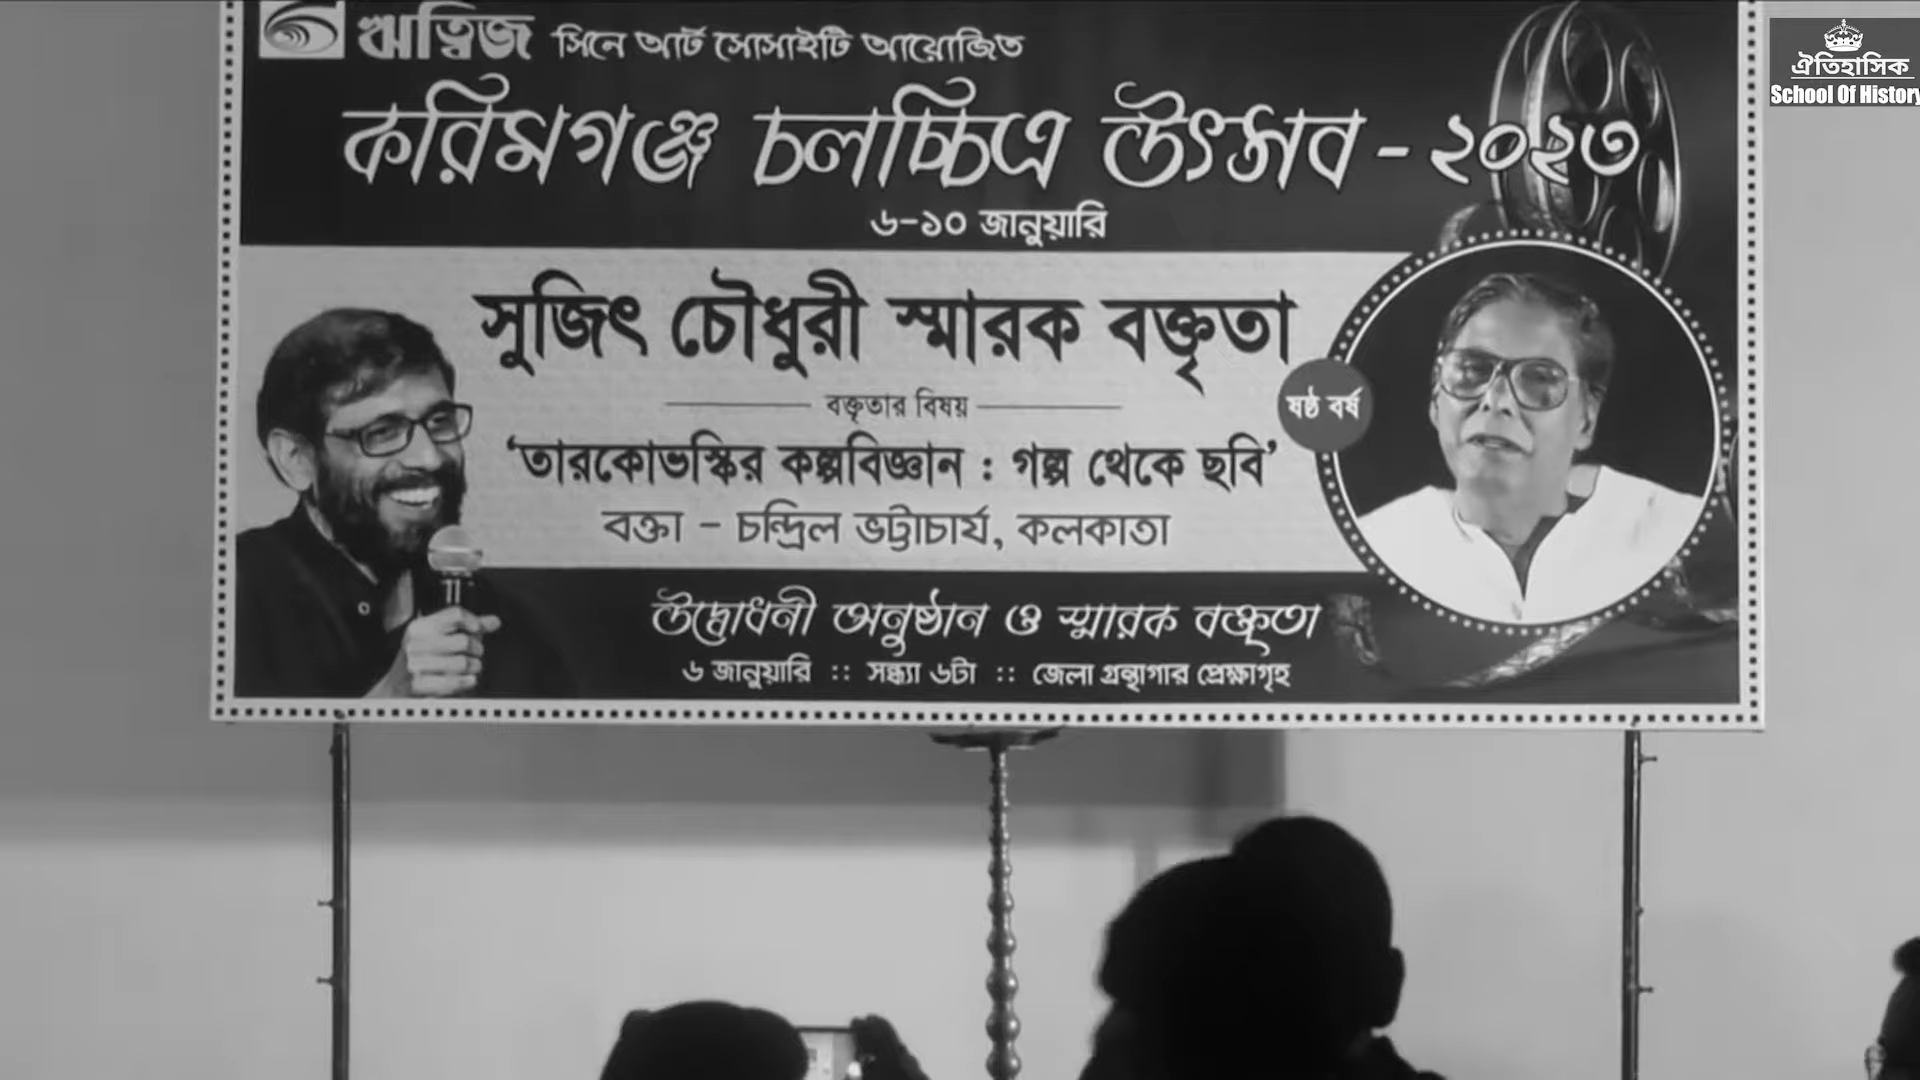 ঋত্বিজ সিনে আর্ট সোসাইটি আয়োজিত
করিমগঞ্জ চলচ্চিত্র উৎসব - ২০২৩
৬-১০ জানুয়ারি
সুজিৎ চৌধুরী স্মারক বক্তৃতা
বক্তৃতার বিষয়
‘তারকোভস্কির কল্পবিজ্ঞান : গল্প থেকে ছবি’
ষষ্ঠ বর্ষ
বক্তা - চন্দ্রিল ভট্টাচার্য, কলকাতা
উদ্বোধনী অনুষ্ঠান ও স্মারক বক্তৃতা
৬ জানুয়ারি :: সন্ধ্যা ৬টা :: জেলা গ্রন্থাগার প্রেক্ষাগৃহ
ঐতিহাসিক
School Of History